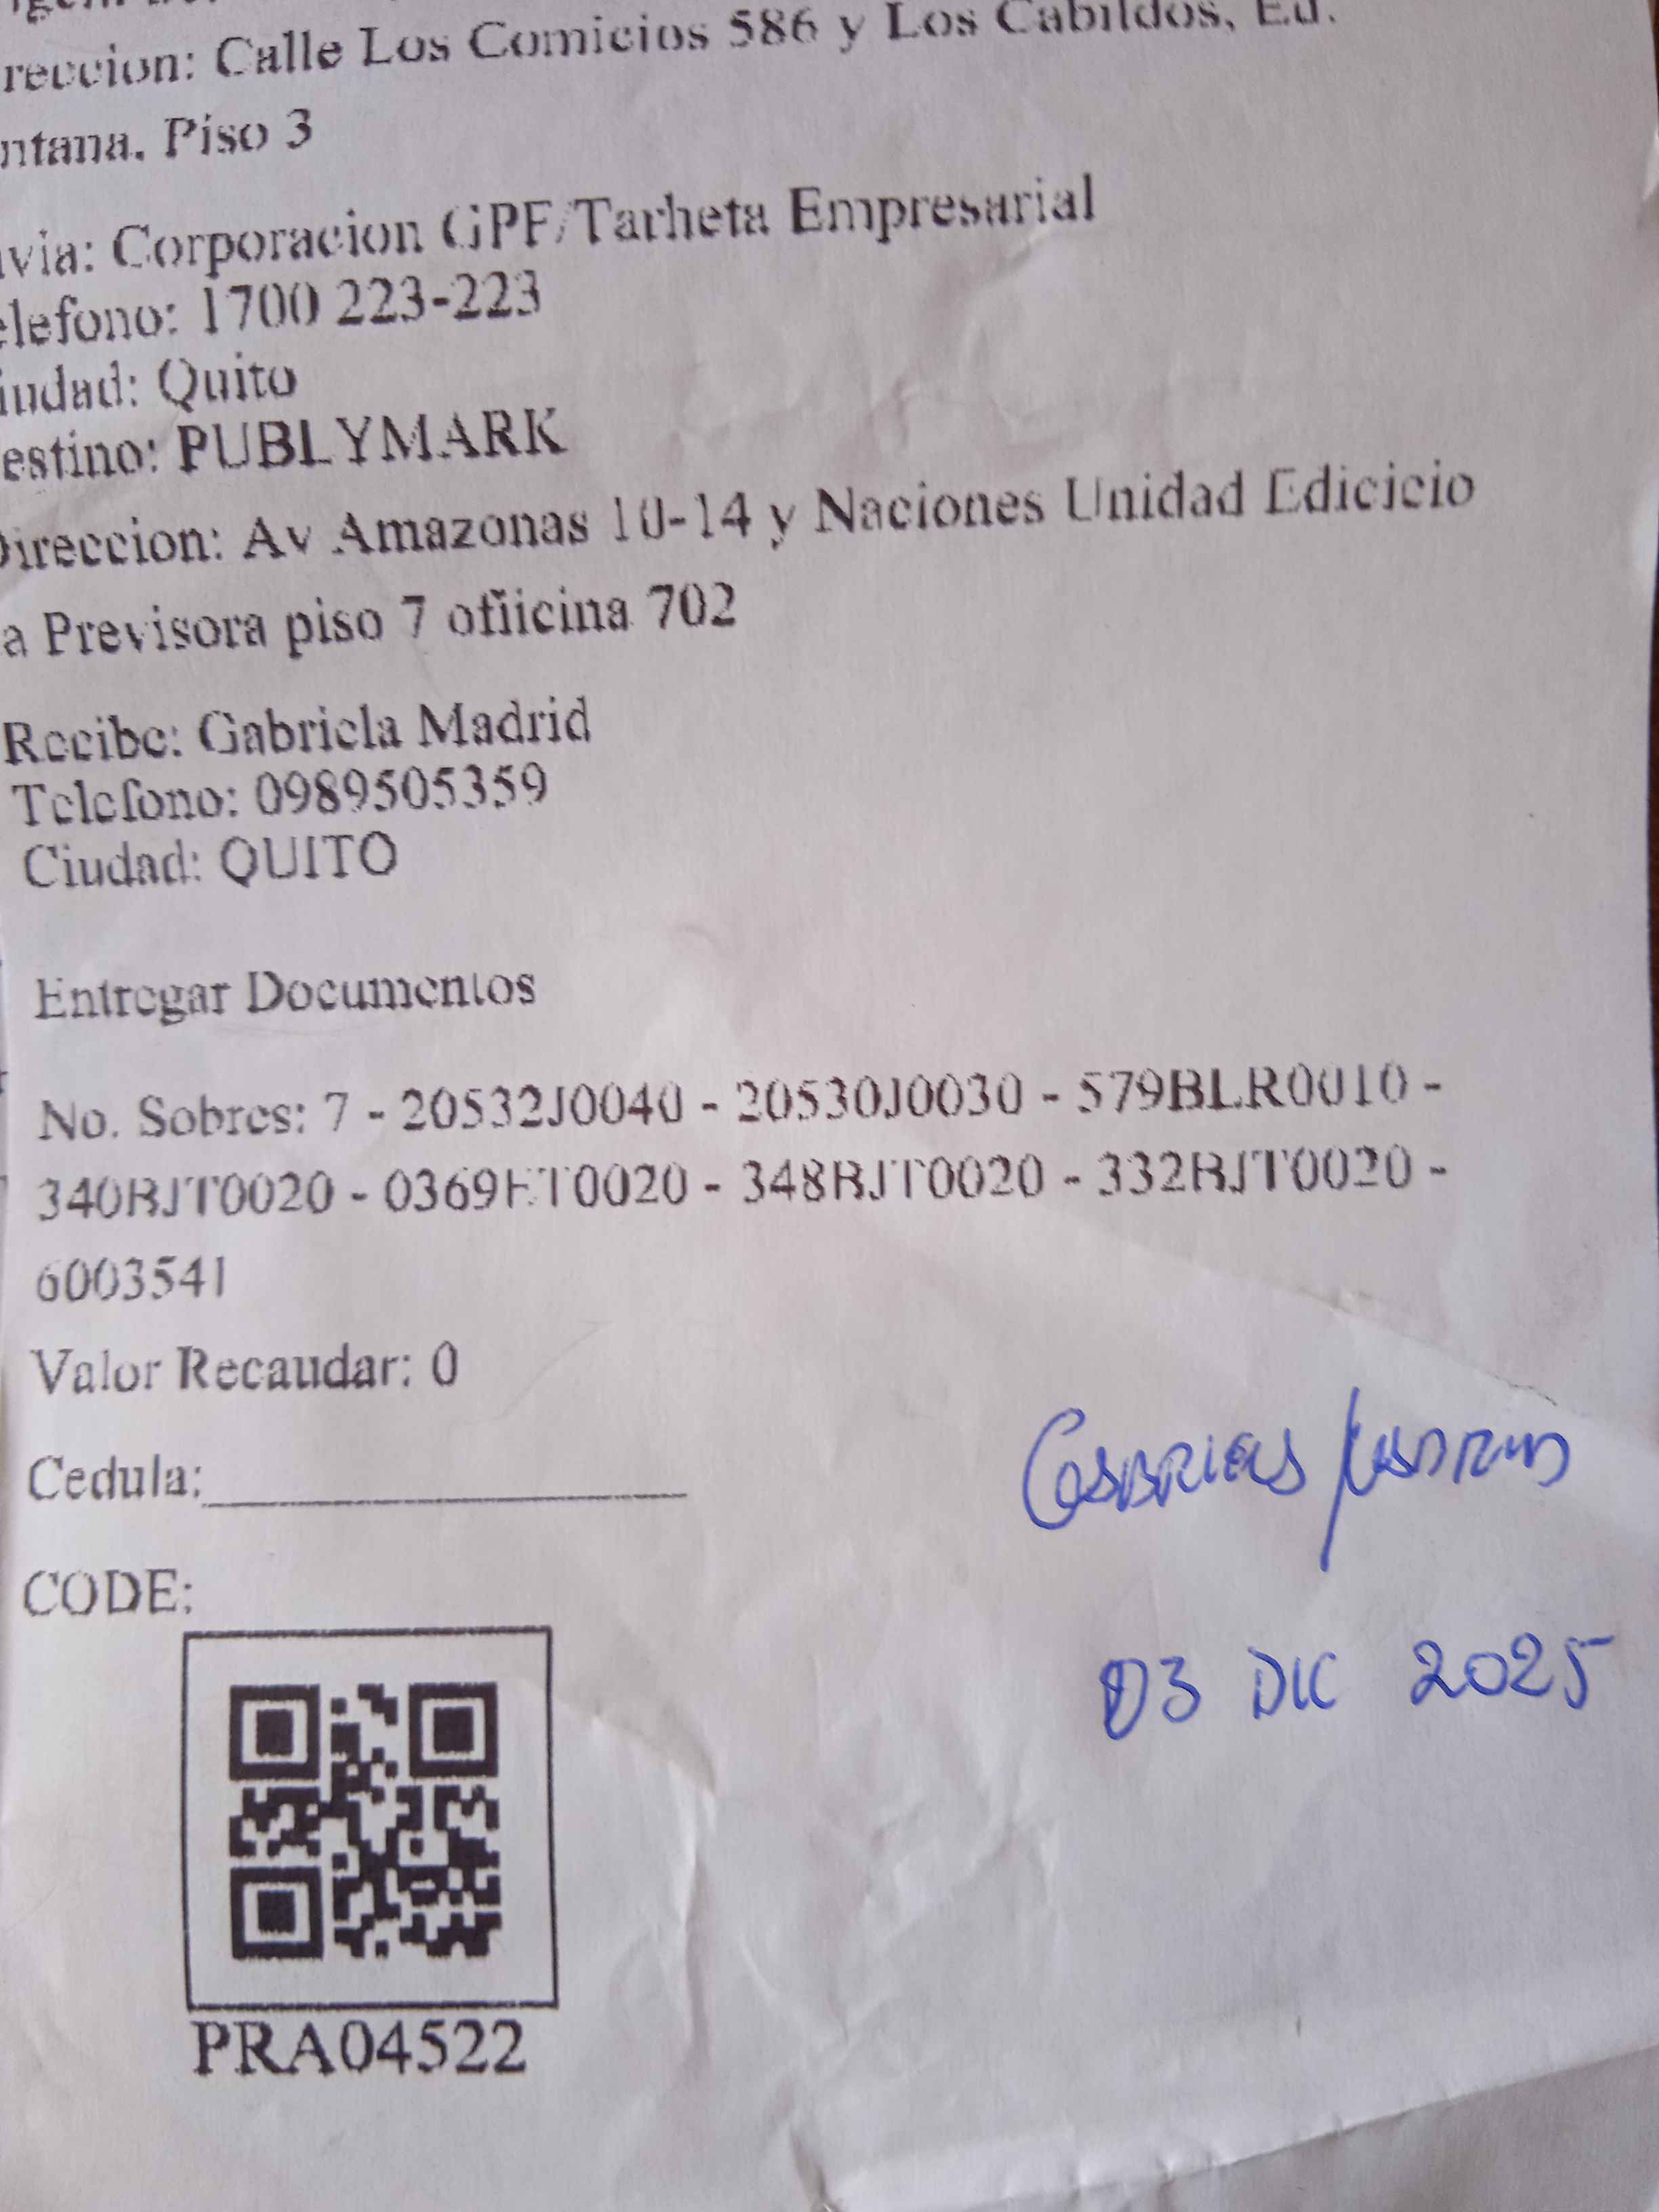 reccion: Calle Los Comicios 586 y Los Cabildos, Ed.
ntana. Piso 3
via: Corporacion GPF/Tarheta Empresarial
elefono: 1700 223-223
iudad: Quito
estino: PUBLYMARK
Direccion: Av Amazonas 10-14 y Naciones Unidad Edicicio
a Previsora piso 7 ofiicina 702
Recibe: Gabriela Madrid
Telefono: 0989505359
Ciudad: QUITO
Entregar Documentos
No. Sobres: 7 - 20532J0040 - 20530J0030 - 579BLR0010 -
340BJT0020 - 0369ET0020 - 348BJT0020 - 332BJT0020 -
6003541
Valor Recaudar: 0
Cedula:
Gabriela Madrid
CODE:
03 DIC 2025
PRA04522